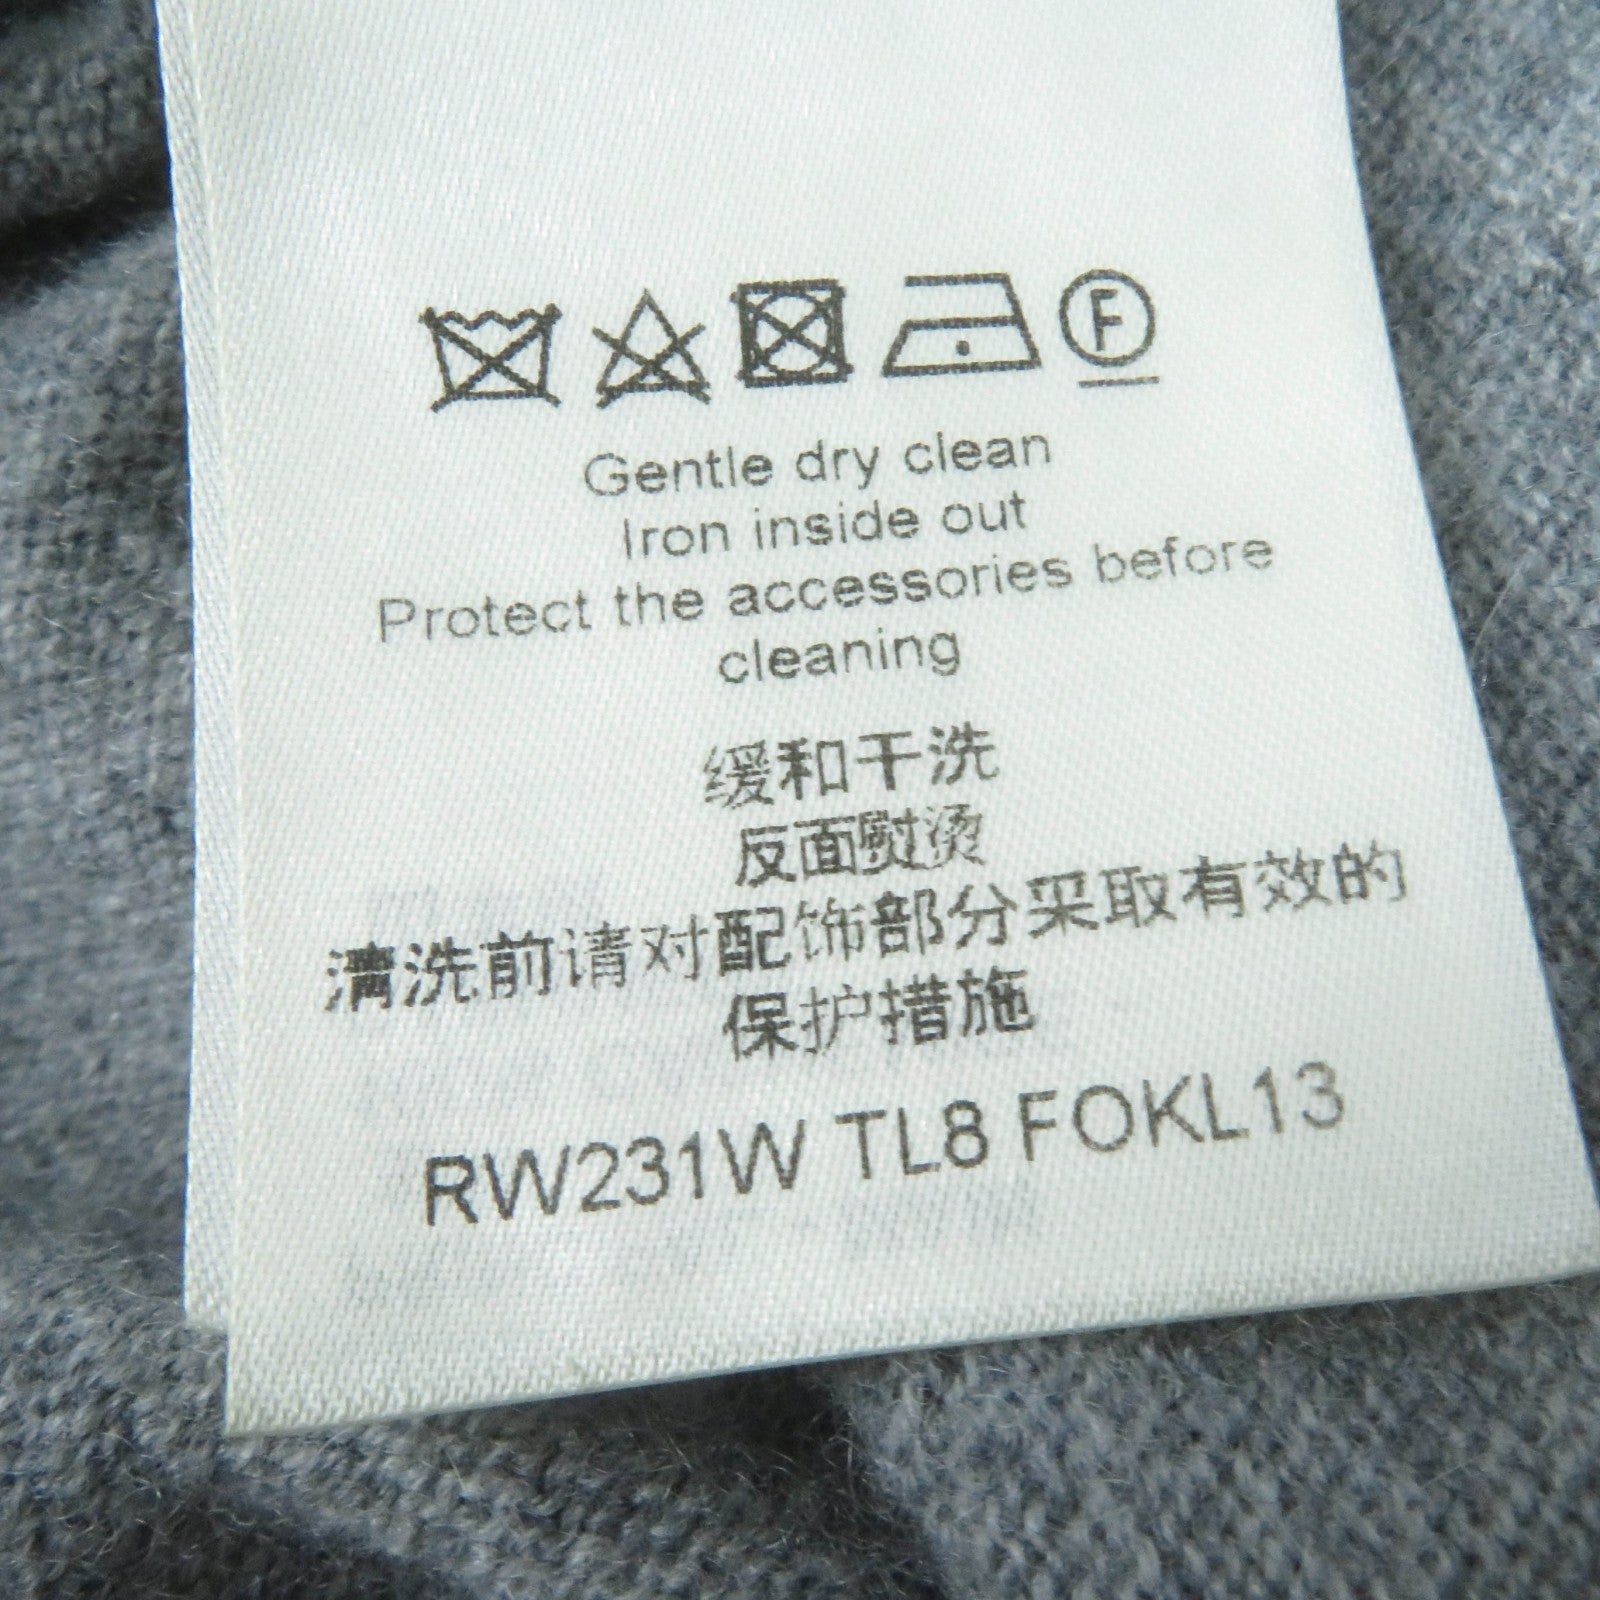 F
Gentle dry clean
Iron inside out
Protect the accessories before
cleaning
缓和干洗
反面熨烫
清洗前请对配饰部分采取有效的
保护措施
RW231W TL8 FOKL13